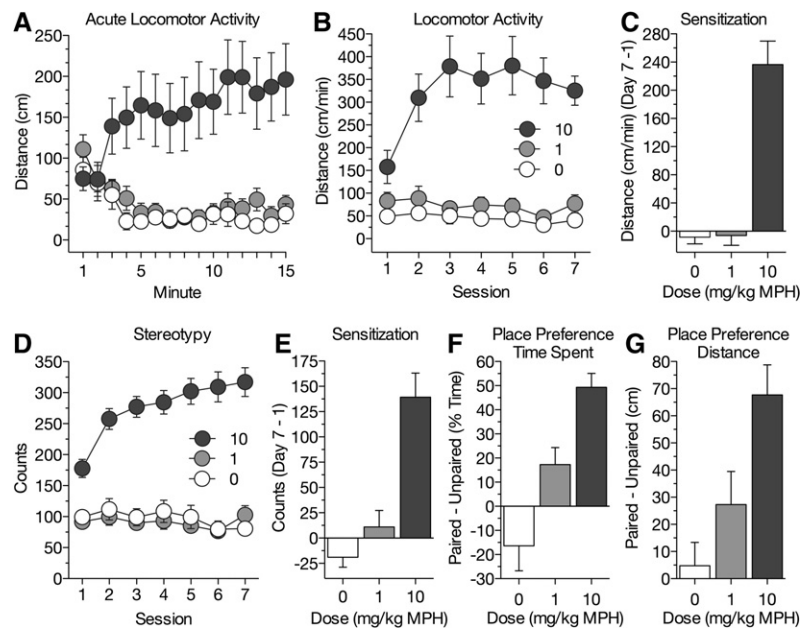 A
Acute Locomotor Activity
250
200
150
100
50
0
Distance (cm)
1
5
10
15
Minute
B
Locomotor Activity
450
400
350
300
250
200
150
100
50
0
Distance (cm/min)
10
1
0
1 2 3 4 5 6 7
Session
C
Sensitization
280
240
200
160
120
80
40
0
-40
Distance (cm/min) (Day 7 -1)
0 1 10
Dose (mg/kg MPH)
D
Stereotypy
350
300
250
200
150
100
50
0
Counts
10
1
0
1 2 3 4 5 6 7
Session
E
Sensitization
175
150
125
100
75
50
25
0
-25
Counts (Day 7 - 1)
0 1 10
Dose (mg/kg MPH)
F
Place Preference
Time Spent
60
50
40
30
20
10
0
-10
-20
-30
Paired - Unpaired (% Time)
0 1 10
Dose (mg/kg MPH)
G
Place Preference
Distance
80
70
60
50
40
30
20
10
0
Paired - Unpaired (cm)
0 1 10
Dose (mg/kg MPH)